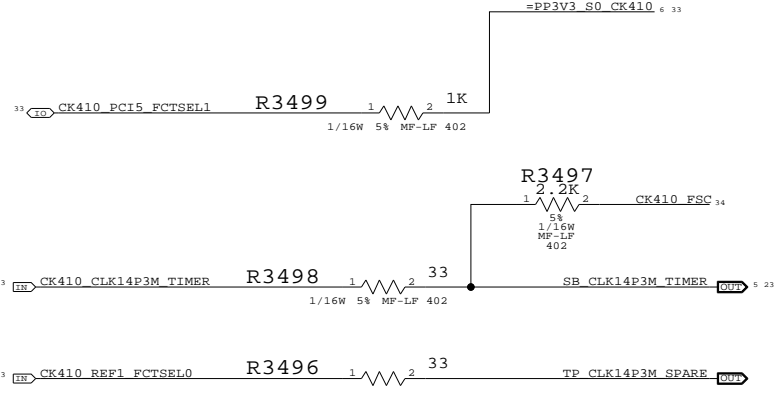 =PP3V3_S0_CK410 6 33
33 IO CK410_PCI5_FCTSEL1 R3499 1 2 1K
1/16W 5% MF-LF 402
R3497
2.2K
1 2 CK410_FSC 34
5%
1/16W
MF-LF
402
3 IN CK410_CLK14P3M_TIMER R3498 1 2 33 SB_CLK14P3M_TIMER OUT 5 23
1/16W 5% MF-LF 402
3 IN CK410_REF1_FCTSEL0 R3496 1 2 33 TP_CLK14P3M_SPARE OUT